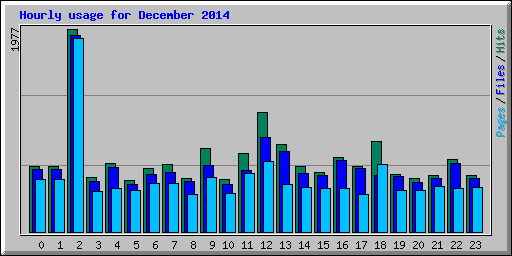 Hourly usage for December 2014
1977
Pages / Files / Hits
0 1 2 3 4 5 6 7 8 9 10 11 12 13 14 15 16 17 18 19 20 21 22 23